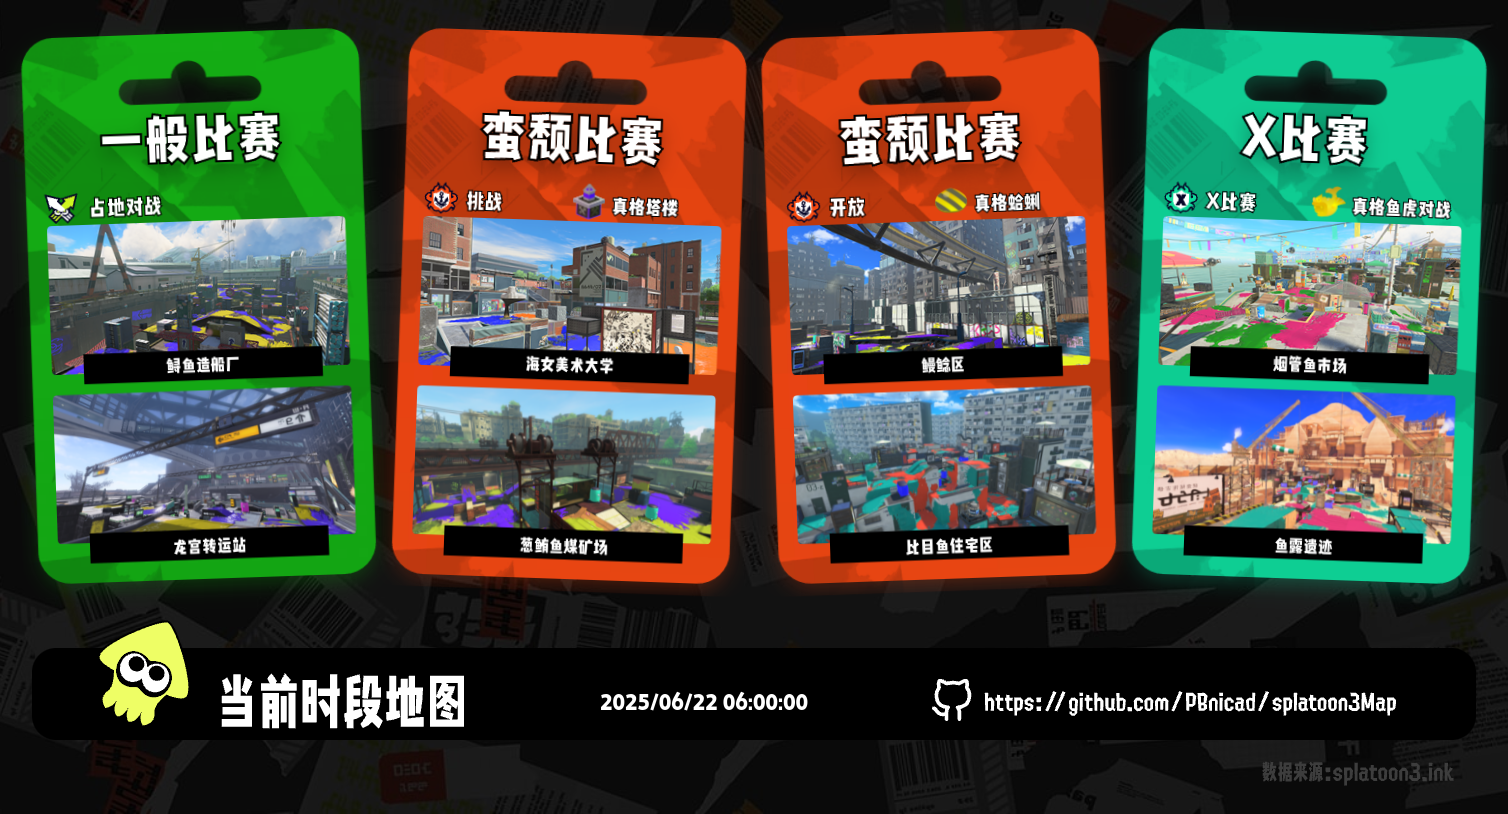 一般比赛
占地对战
鲟鱼造船厂
龙宫转运站
蛮颓比赛
挑战
真格塔楼
海女美术大学
葱鲔鱼煤矿场
蛮颓比赛
开放
真格蛤蜊
鳗鲶区
比目鱼住宅区
X比赛
X比赛
真格鱼虎对战
烟管鱼市场
鱼露遗迹
当前时段地图
2025/06/22 06:00:00
https://github.com/PBnicad/splatoon3Map
数据来源:splatoon3.ink